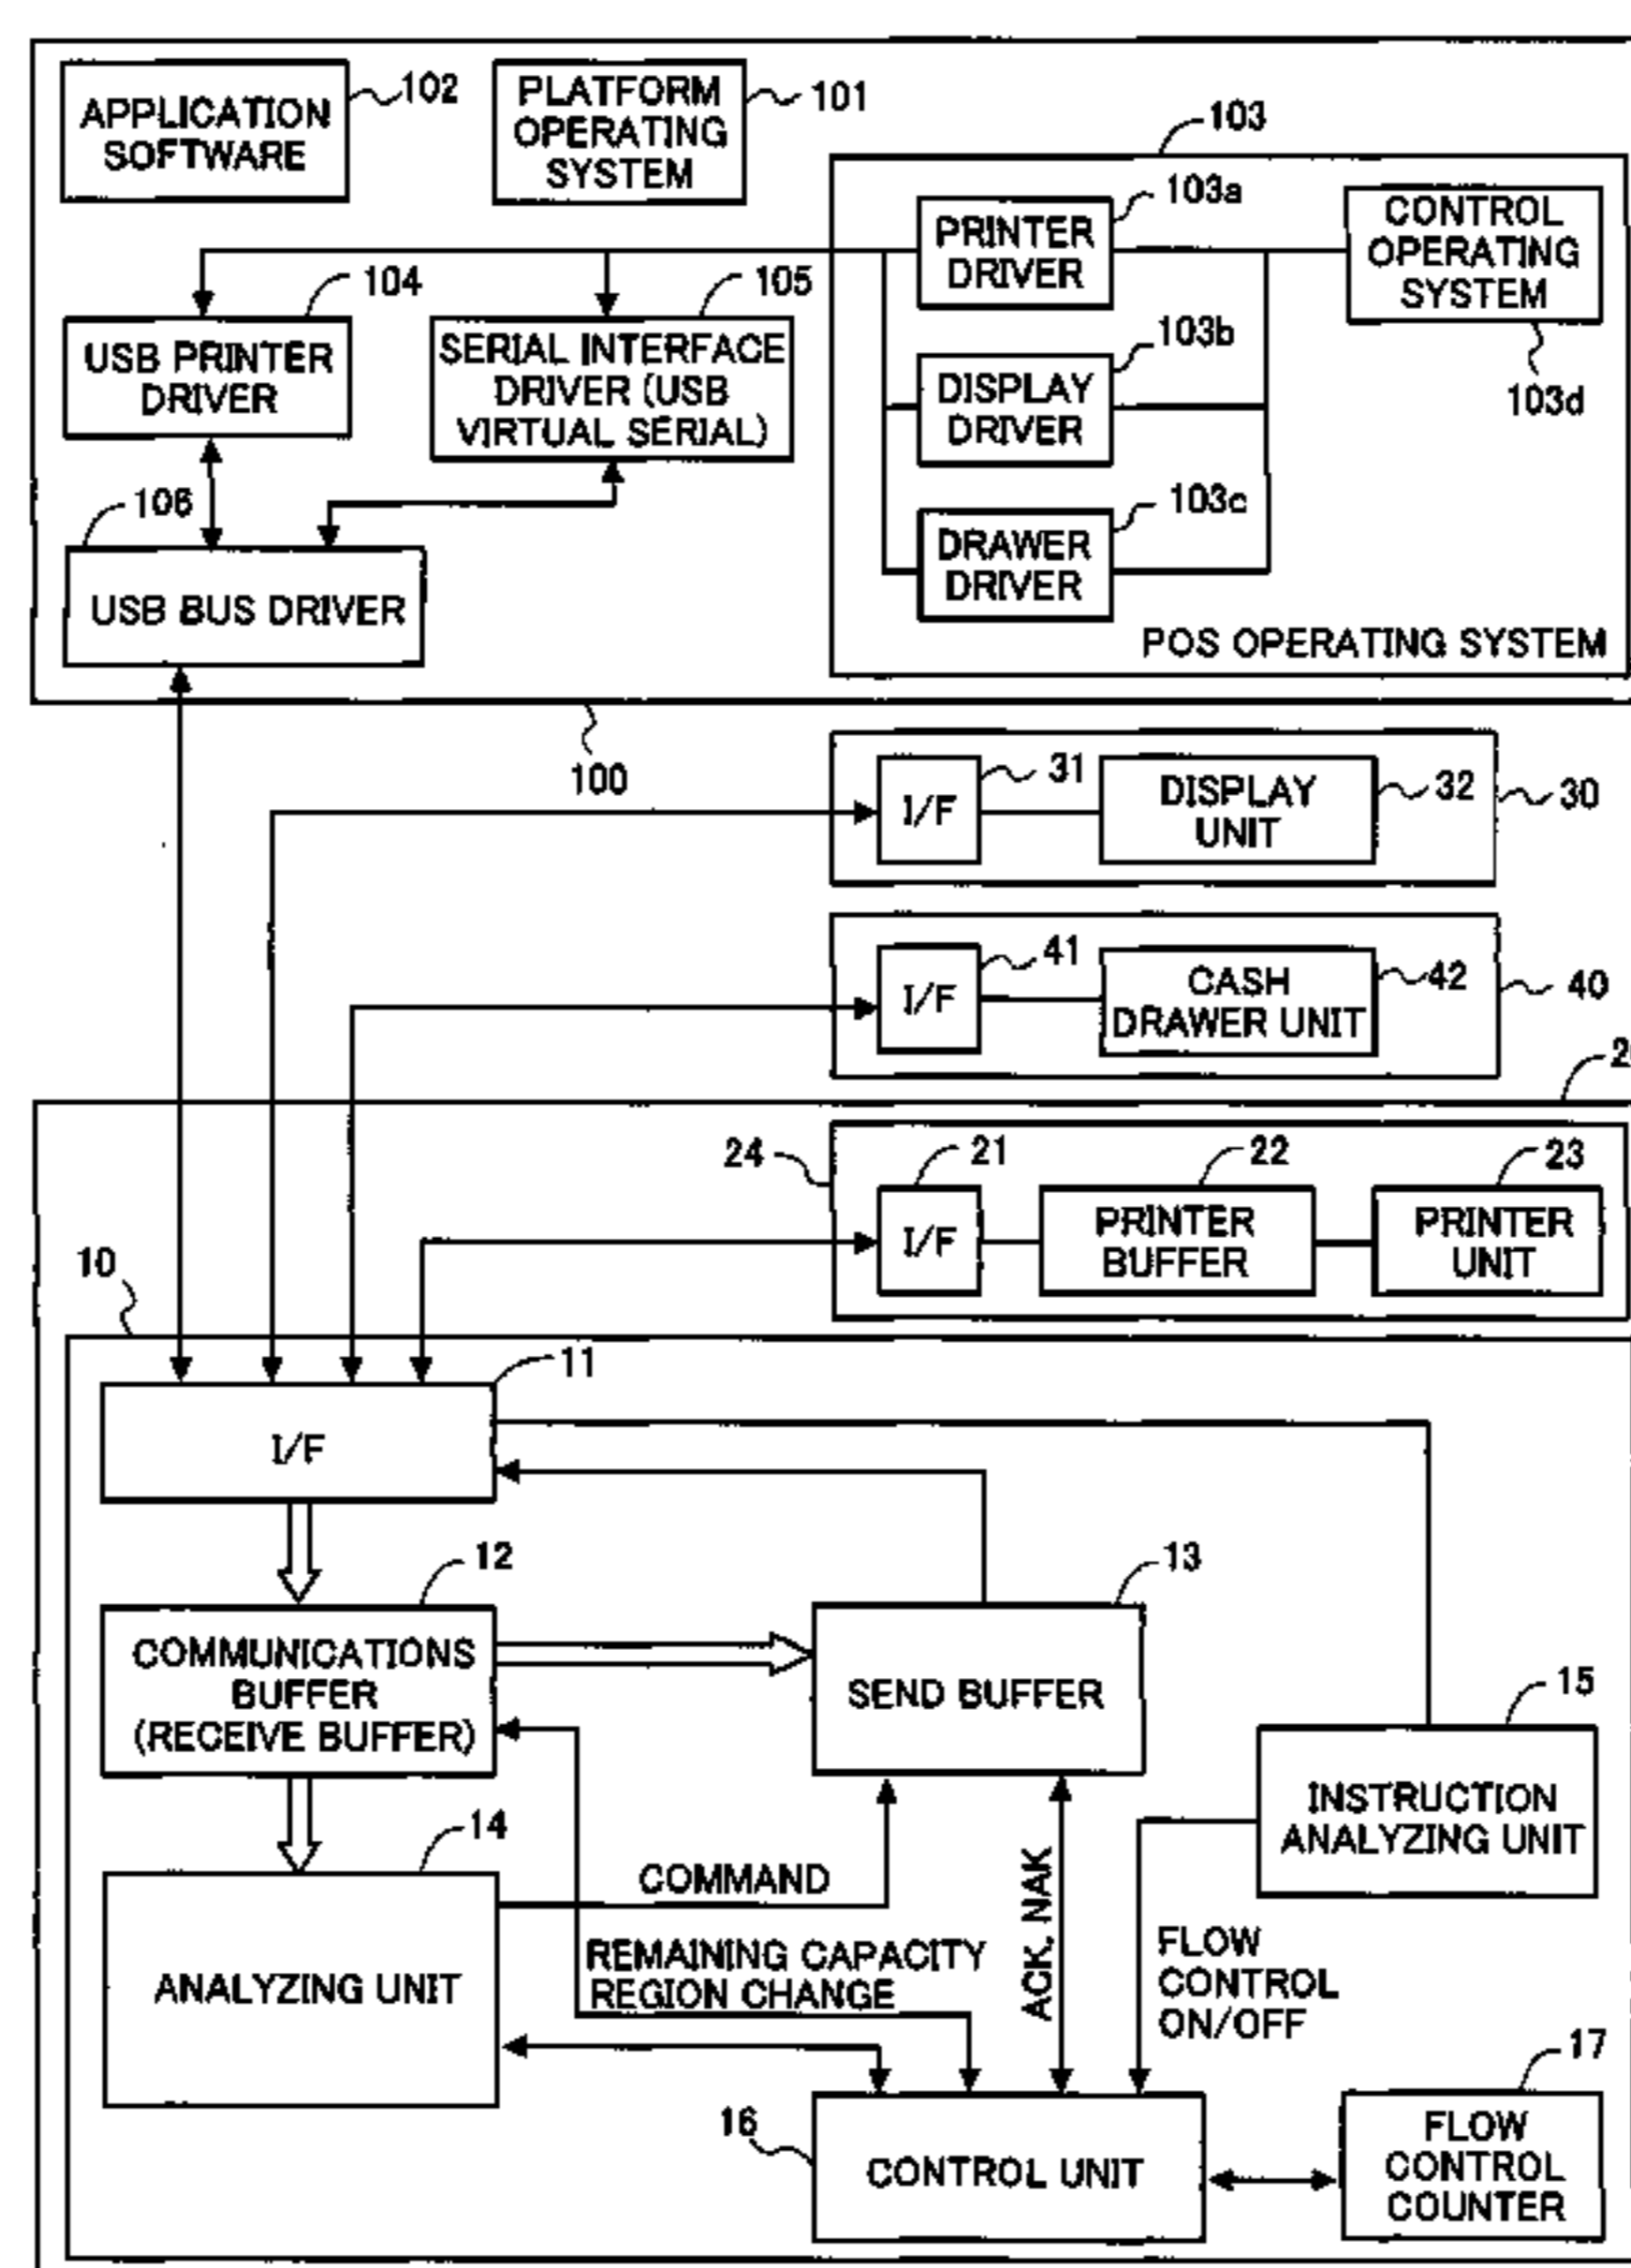 APPLICATION
SOFTWARE
102
PLATFORM
OPERATING
SYSTEM
101
103
103a
PRINTER
DRIVER
CONTROL
OPERATING
SYSTEM
103d
104
105
USB PRINTER
DRIVER
SERIAL INTERFACE
DRIVER (USB
VIRTUAL SERIAL)
103b
DISPLAY
DRIVER
106
103c
DRAWER
DRIVER
USB BUS DRIVER
POS OPERATING SYSTEM
100
I/F
31
DISPLAY
UNIT
32
30
I/F
41
CASH
DRAWER UNIT
42
40
24
21
22
23
I/F
PRINTER
BUFFER
PRINTER
UNIT
10
11
I/F
12
13
COMMUNICATIONS
BUFFER
(RECEIVE BUFFER)
SEND BUFFER
15
INSTRUCTION
ANALYZING UNIT
14
COMMAND
ACK, NAK
FLOW
CONTROL
ON/OFF
ANALYZING UNIT
REMAINING CAPACITY
REGION CHANGE
17
16
CONTROL UNIT
FLOW
CONTROL
COUNTER